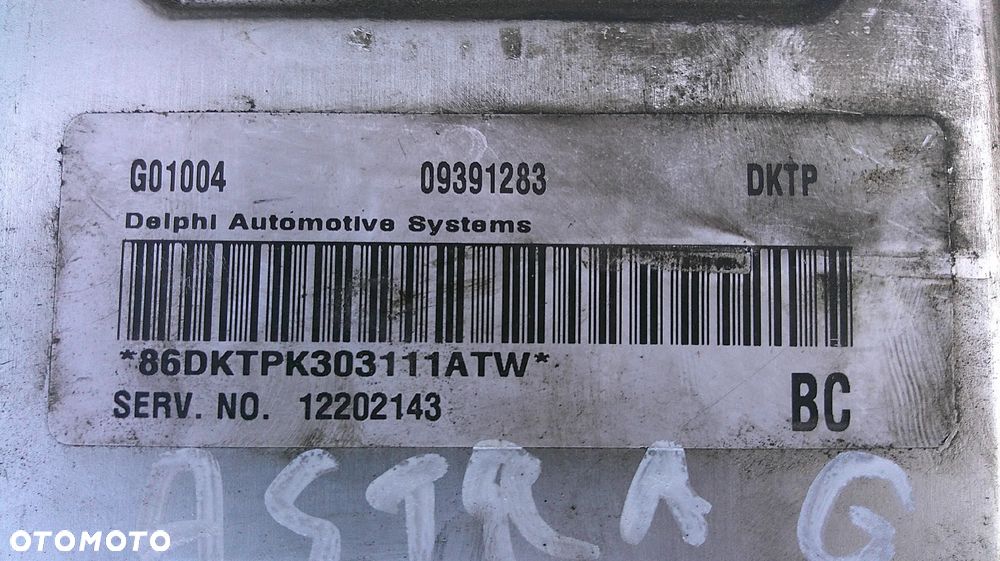 G01004 09391283 DKTP
Delphi Automotive Systems
*86DKTPK303111ATW*
SERV. NO. 12202143 BC
ASTRA G
OTOMOTO